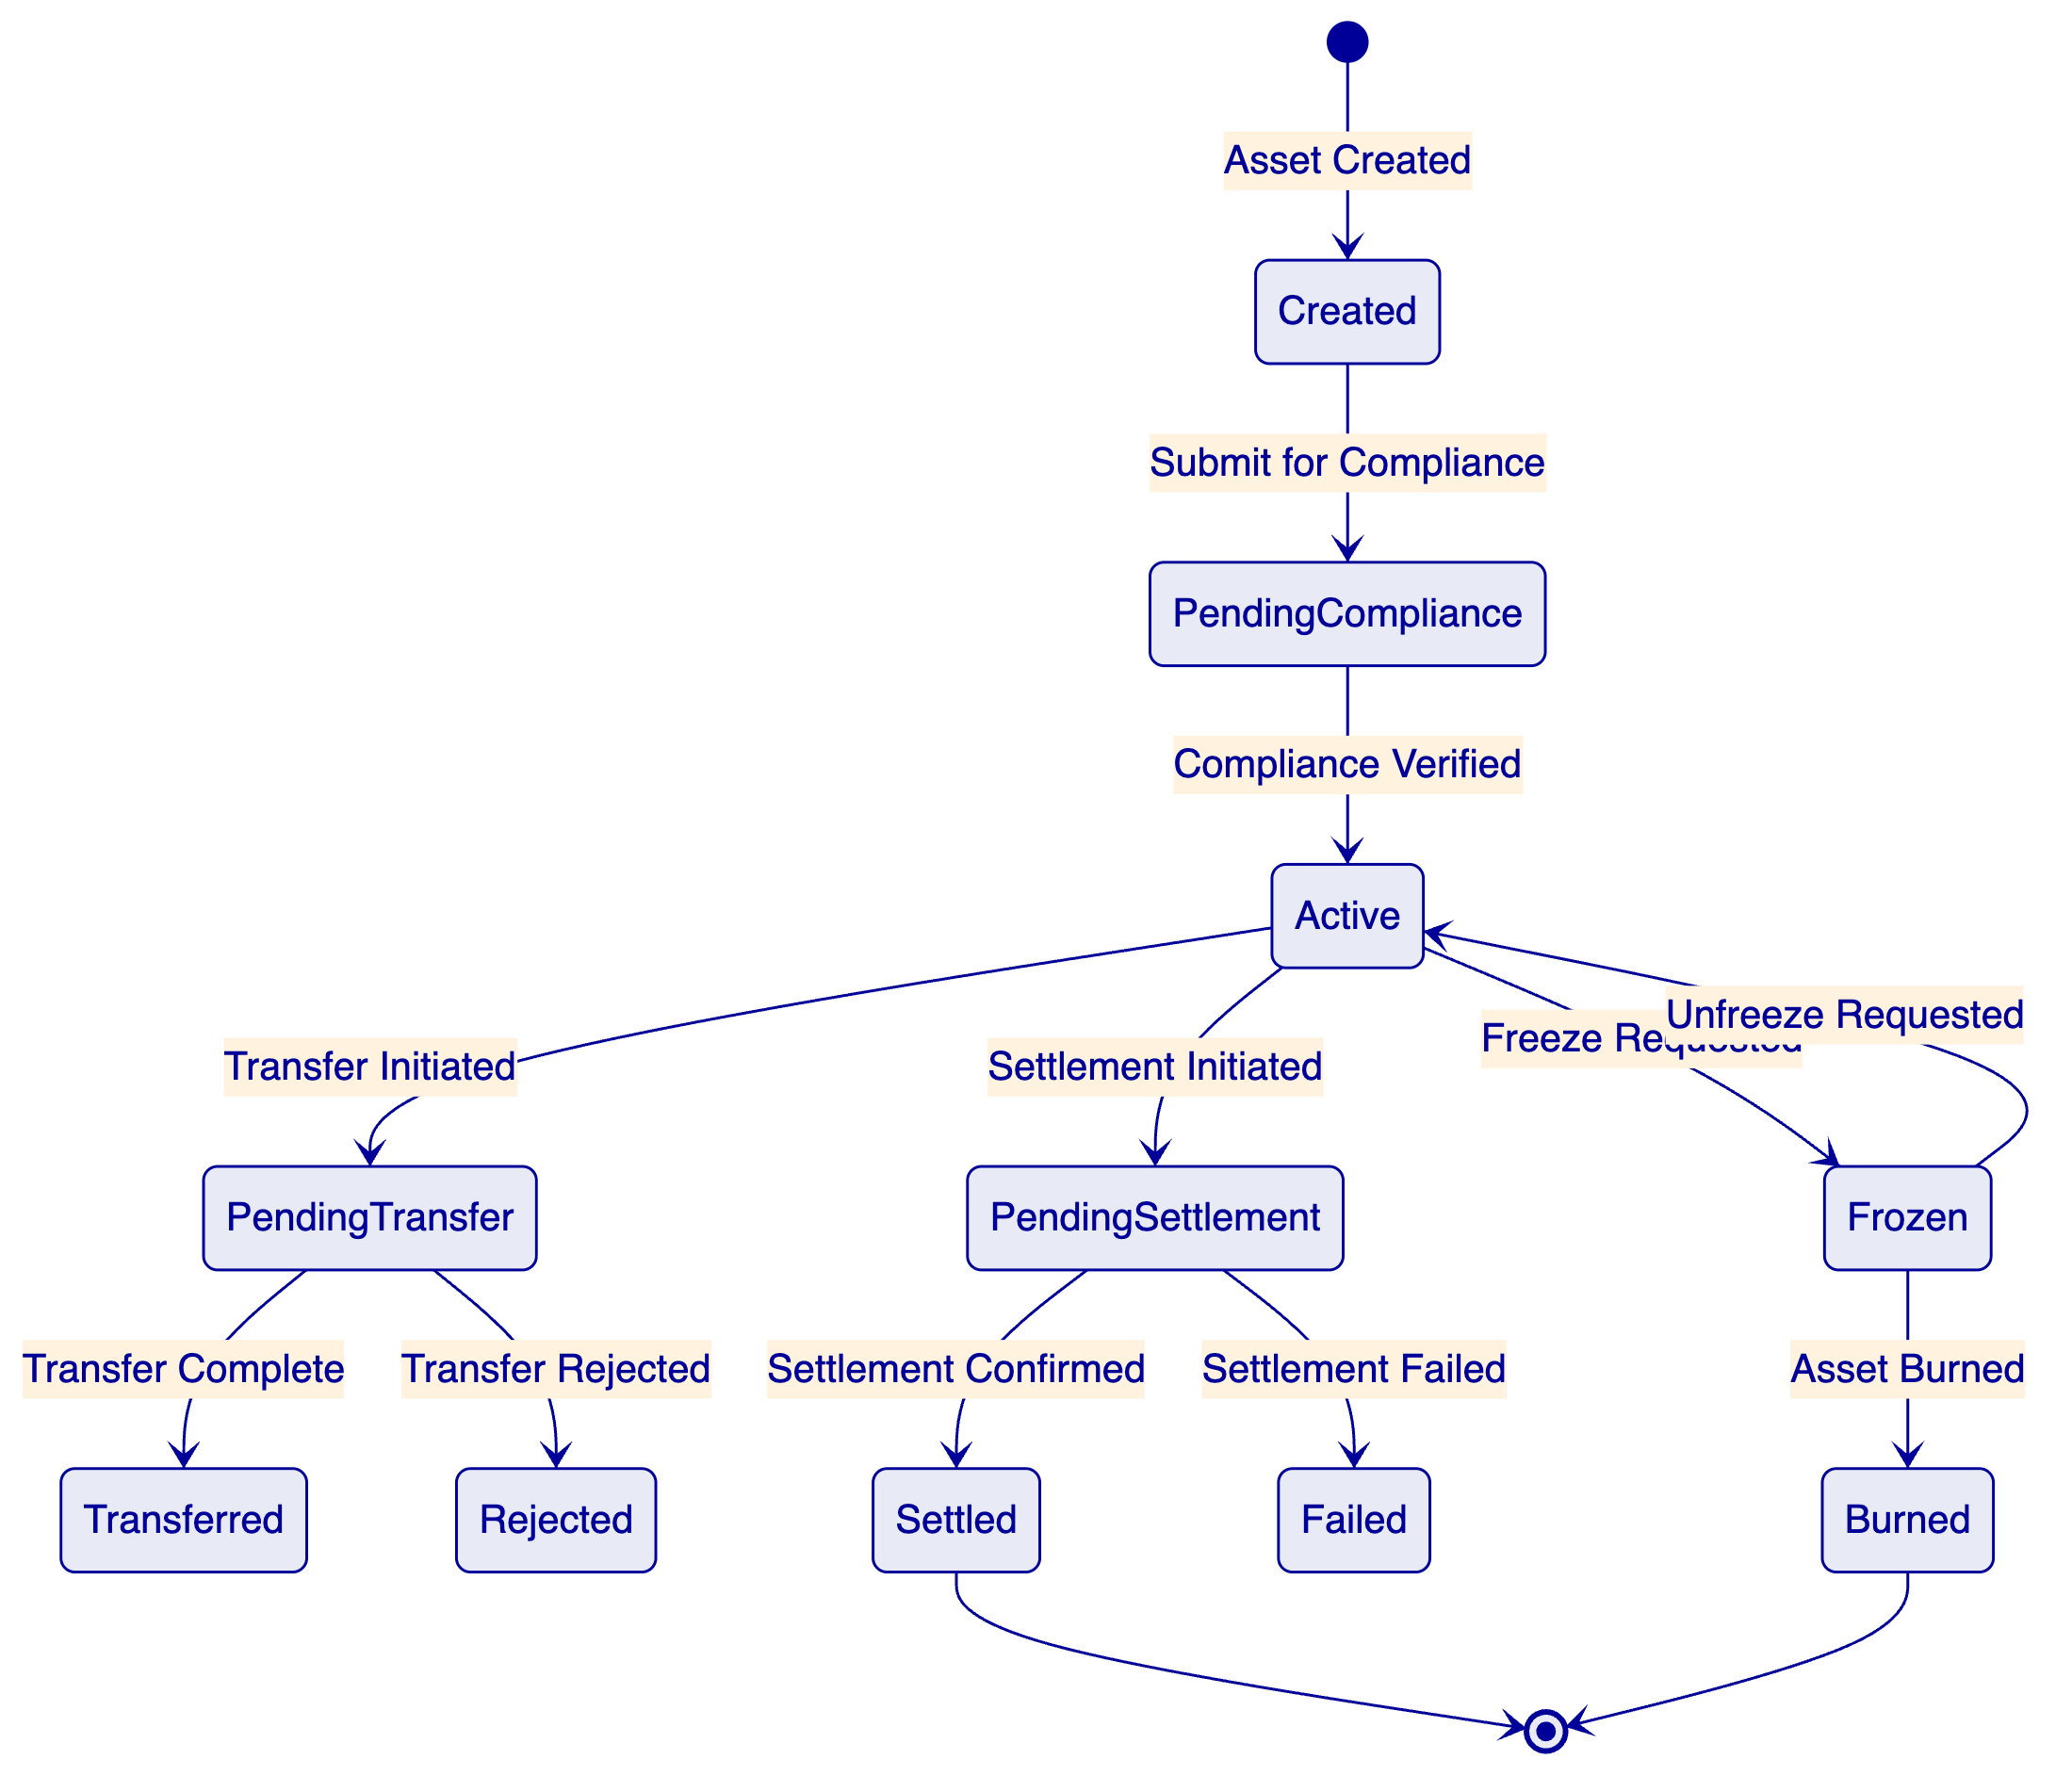 Asset Created
Created
Submit for Compliance
PendingCompliance
Compliance Verified
Active
Unfreeze Requested
Freeze Requested
Transfer Initiated
Settlement Initiated
PendingTransfer
PendingSettlement
Frozen
Transfer Complete
Transfer Rejected
Settlement Confirmed
Settlement Failed
Asset Burned
Transferred
Rejected
Settled
Failed
Burned